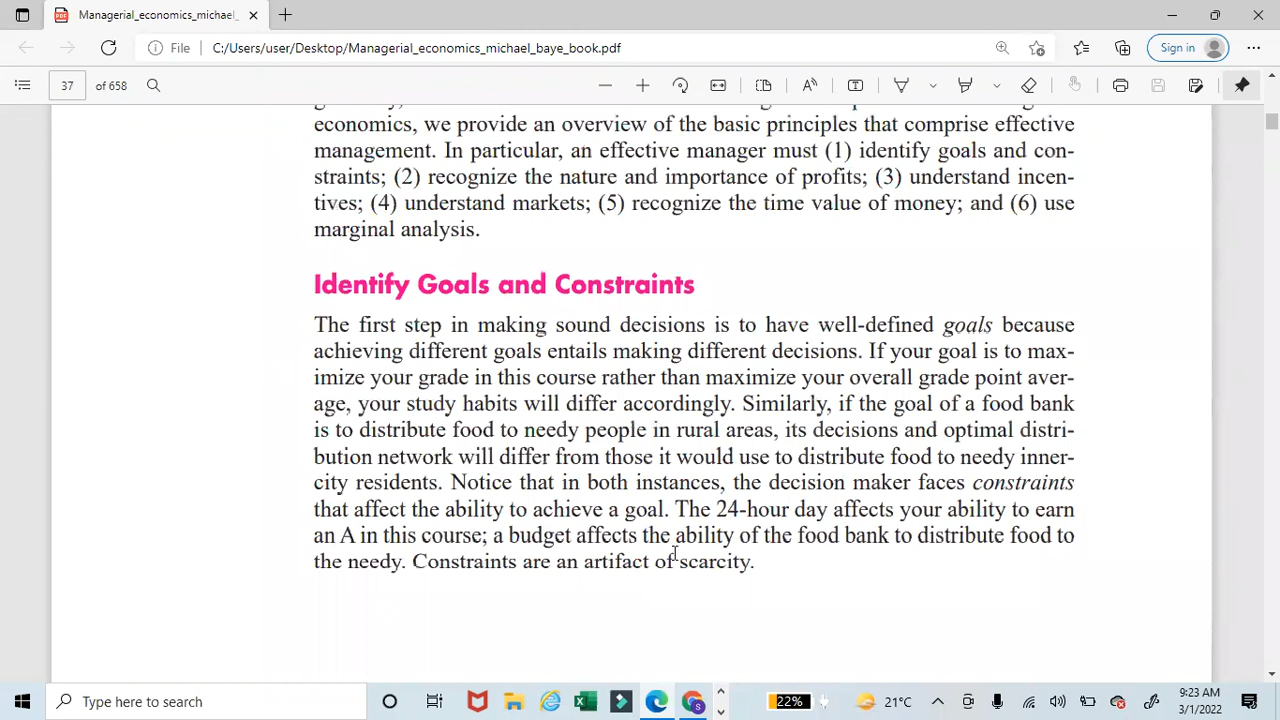 Managerial_economics_michael_
File
C:/Users/user/Desktop/Managerial_economics_michael_baye_book.pdf
Sign in
37 of 658
economics, we provide an overview of the basic principles that comprise effective
management. In particular, an effective manager must (1) identify goals and con-
straints; (2) recognize the nature and importance of profits; (3) understand incen-
tives; (4) understand markets; (5) recognize the time value of money; and (6) use
marginal analysis.
Identify Goals and Constraints
The first step in making sound decisions is to have well-defined goals because
achieving different goals entails making different decisions. If your goal is to max-
imize your grade in this course rather than maximize your overall grade point aver-
age, your study habits will differ accordingly. Similarly, if the goal of a food bank
is to distribute food to needy people in rural areas, its decisions and optimal distri-
bution network will differ from those it would use to distribute food to needy inner-
city residents. Notice that in both instances, the decision maker faces constraints
that affect the ability to achieve a goal. The 24-hour day affects your ability to earn
an A in this course; a budget affects the ability of the food bank to distribute food to
the needy. Constraints are an artifact of scarcity.
Type here to search
22%
21°C
9:23 AM
3/1/2022